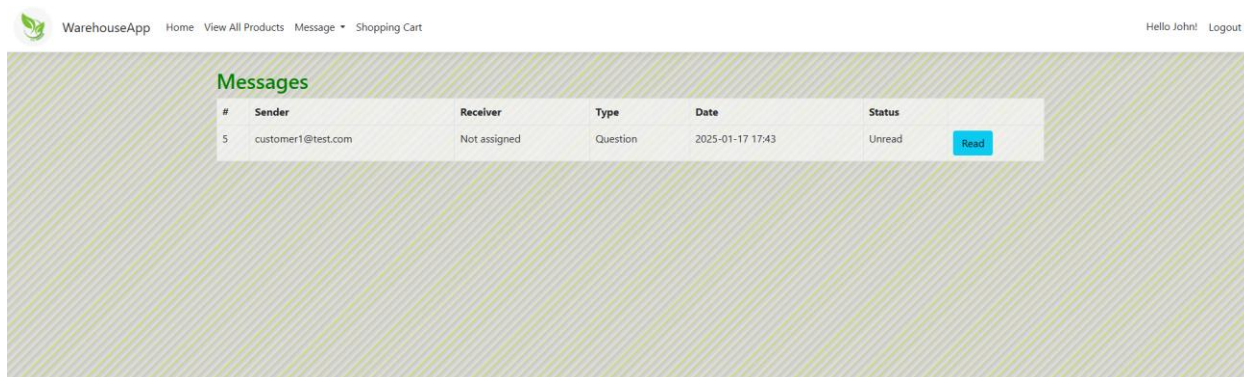 WarehouseApp Home View All Products Message Shopping Cart Hello John! Logout
Messages
# Sender Receiver Type Date Status
5 customer1@test.com Not assigned Question 2025-01-17 17:43 Unread Read